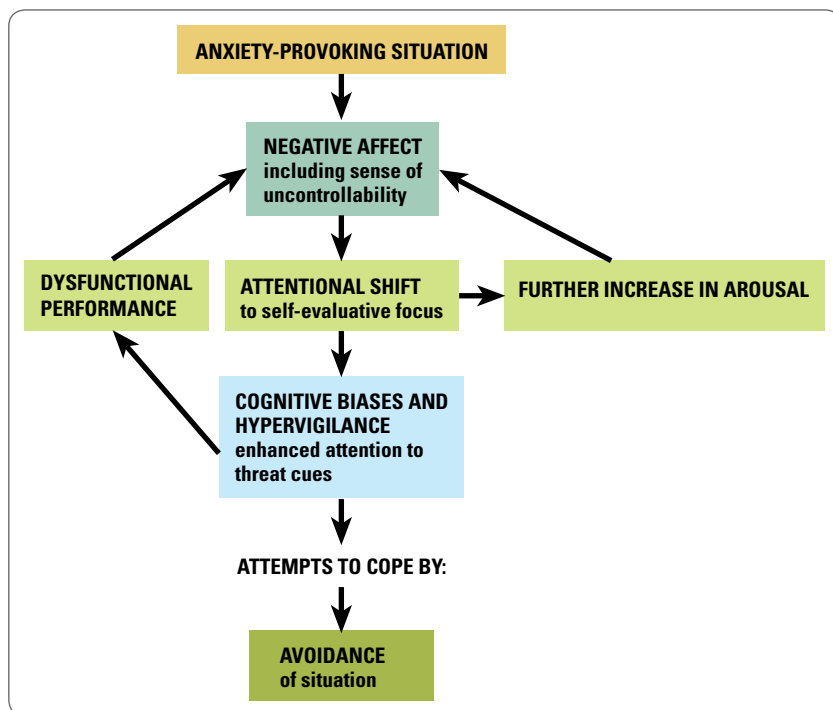 ANXIETY-PROVOKING SITUATION
NEGATIVE AFFECT
including sense of
uncontrollability
DYSFUNCTIONAL
PERFORMANCE
ATTENTIONAL SHIFT
to self-evaluative focus
FURTHER INCREASE IN AROUSAL
COGNITIVE BIASES AND
HYPERVIGILANCE
enhanced attention to
threat cues
ATTEMPTS TO COPE BY:
AVOIDANCE
of situation